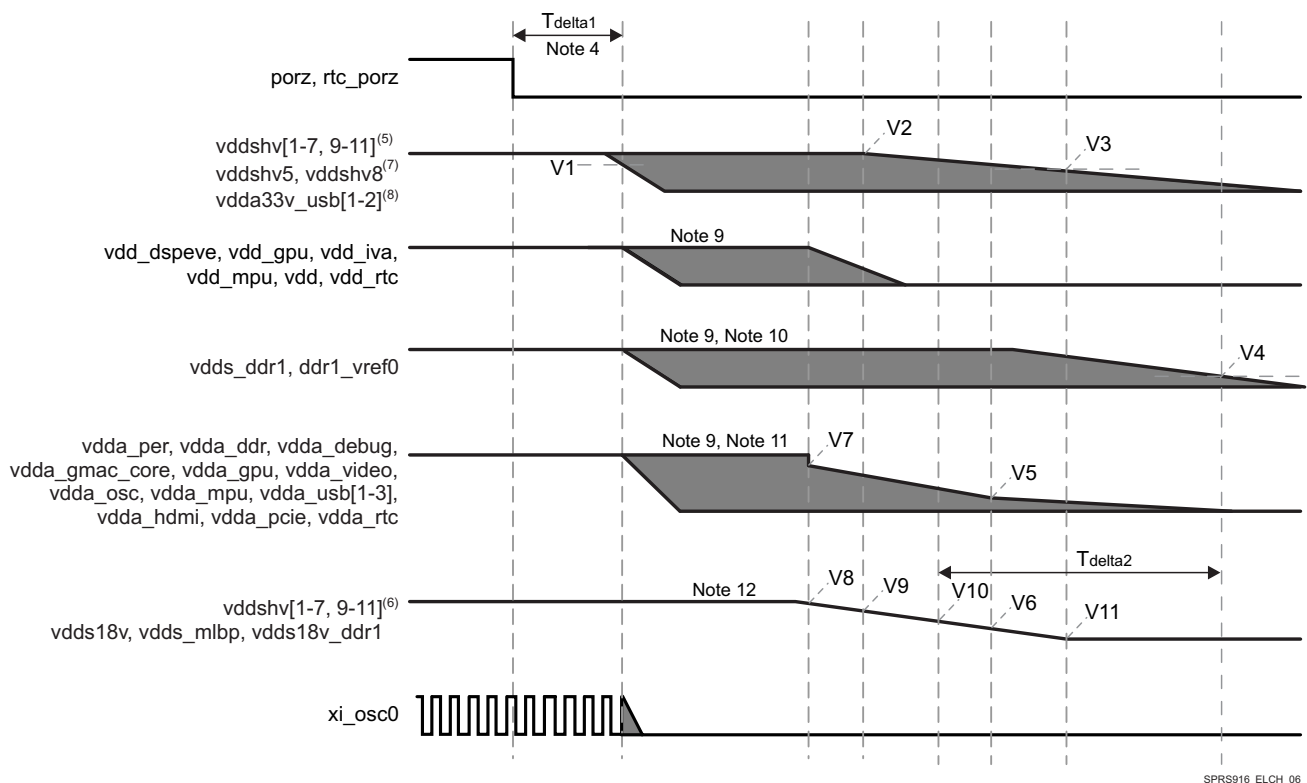 Tdelta1
Note 4
porz, rtc_porz
vddshv[1-7, 9-11](5)
vddshv5, vddshv8(7)
vdda33v_usb[1-2](8)
V1
V2
V3
Note 9
vdd_dspeve, vdd_gpu, vdd_iva,
vdd_mpu, vdd, vdd_rtc
Note 9, Note 10
vdds_ddr1, ddr1_vref0
V4
Note 9, Note 11
V7
vdda_per, vdda_ddr, vdda_debug,
vdda_gmac_core, vdda_gpu, vdda_video,
vdda_osc, vdda_mpu, vdda_usb[1-3],
vdda_hdmi, vdda_pcie, vdda_rtc
V5
Tdelta2
Note 12
V8
V9
V10
V6
V11
vddshv[1-7, 9-11](6)
vdds18v, vdds_mlbp, vdds18v_ddr1
xi_osc0
SPRS916_ELCH_06